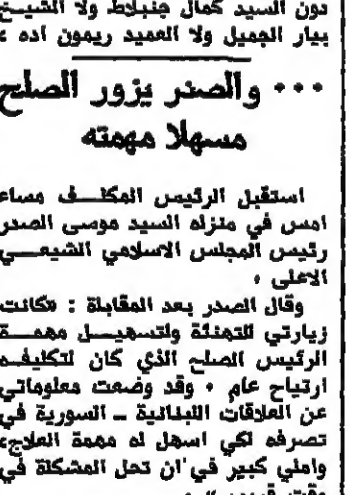 دون السيد كمال جنبلاط ولا الشيخ
بيار الجميل ولا العميد ريمون اده ،
••• والصدر يزور الصلح
مسهلا مهمته
استقبل الرئيس المكلف مساء
امس في منزله السيد موسى الصدر
رئيس المجلس الاسلامي الشيعي
الاعلى ،
وقال الصدر بعد المقابلة : «كانت
زيارتي للتهنئة ولتسهيل مهمة
الرئيس الصلح الذي كان لتكليفه
ارتياح عام • وقد وضعت معلوماتي
عن العلاقات اللبنانية – السورية في
تصرفه لكي اسهل له مهمة العلاج،
واملي كبير في ان تحل المشكلة في
وقت قريب» •